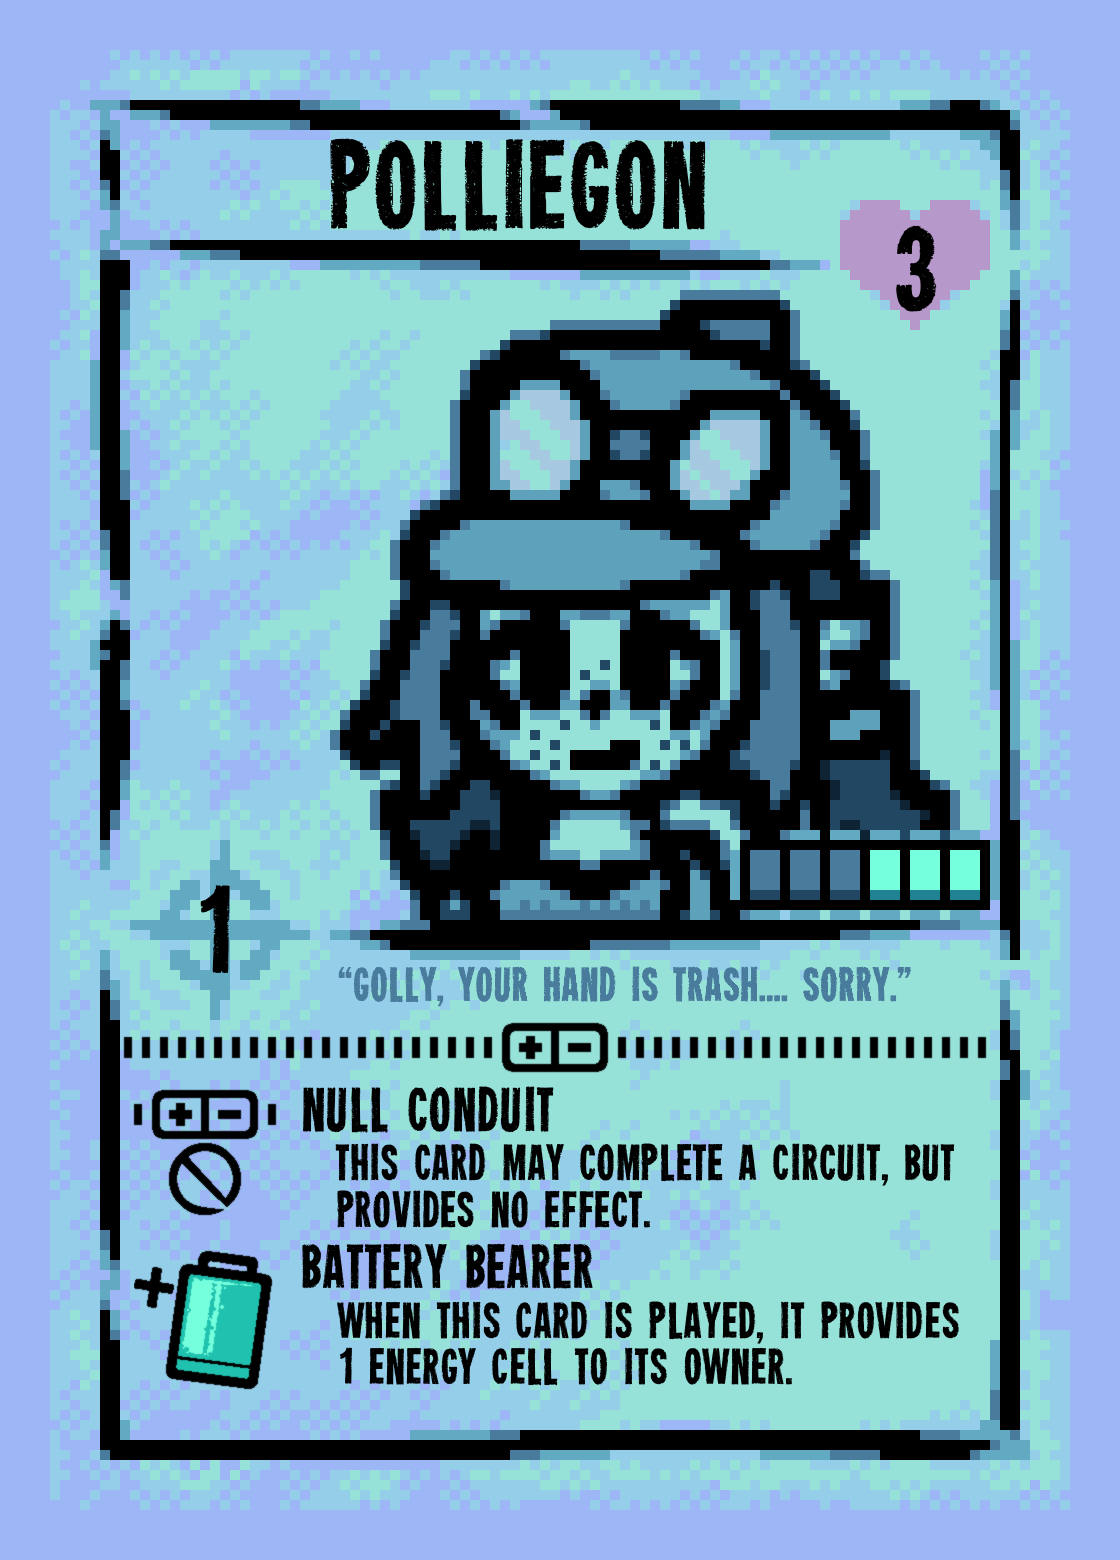 POLLIEGON
3
1
“GOLLY, YOUR HAND IS TRASH.... SORRY.”
NULL CONDUIT
THIS CARD MAY COMPLETE A CIRCUIT, BUT
PROVIDES NO EFFECT.
BATTERY BEARER
WHEN THIS CARD IS PLAYED, IT PROVIDES
1 ENERGY CELL TO ITS OWNER.